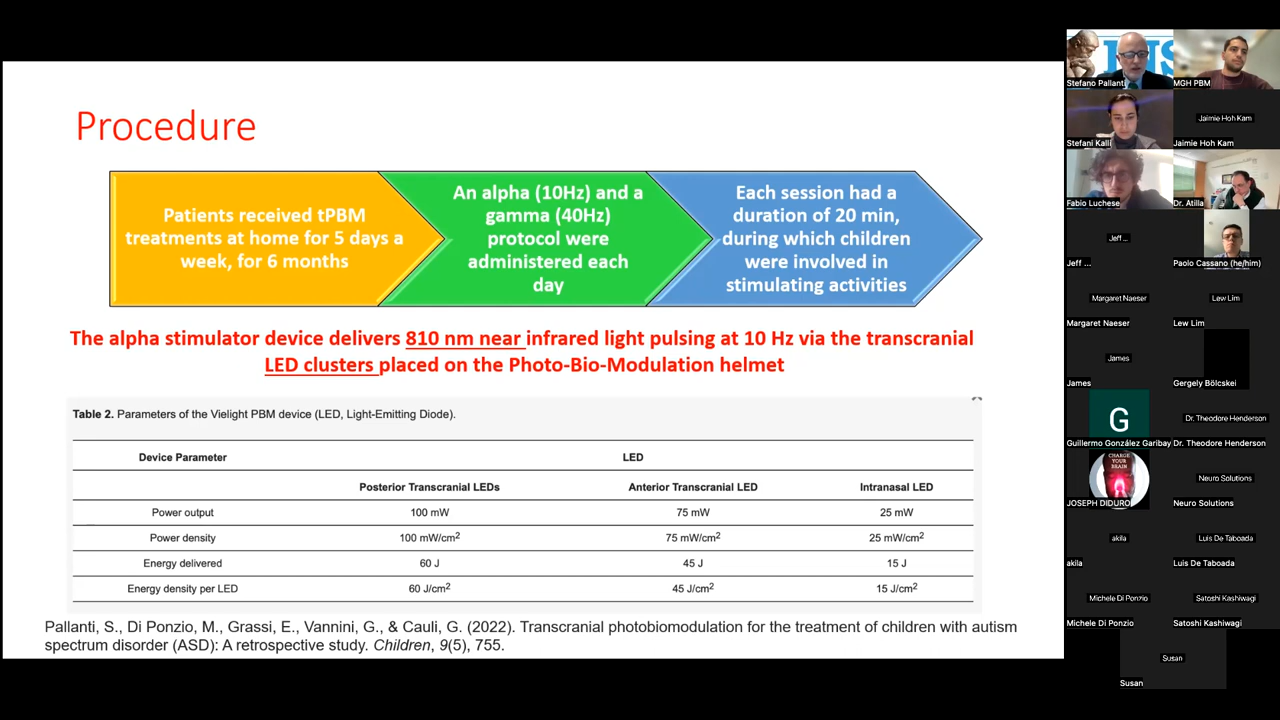 Procedure
Patients received tPBM
treatments at home for 5 days a
week, for 6 months
An alpha (10Hz) and a
gamma (40Hz)
protocol were
administered each
day
Each session had a
duration of 20 min,
during which children
were involved in
stimulating activities
The alpha stimulator device delivers 810 nm near infrared light pulsing at 10 Hz via the transcranial
LED clusters placed on the Photo-Bio-Modulation helmet
Table 2. Parameters of the Vielight PBM device (LED, Light-Emitting Diode).
Device Parameter LED
Posterior Transcranial LEDs Anterior Transcranial LED Intranasal LED
Power output 100 mW 75 mW 25 mW
Power density 100 mW/cm² 75 mW/cm² 25 mW/cm²
Energy delivered 60 J 45 J 15 J
Energy density per LED 60 J/cm² 45 J/cm² 15 J/cm²
Pallanti, S., Di Ponzio, M., Grassi, E., Vannini, G., & Cauli, G. (2022). Transcranial photobiomodulation for the treatment of children with autism
spectrum disorder (ASD): A retrospective study. Children, 9(5), 755.
Stefano Pallanti MGH PBM
Jaimie Hoh Kam
Stefani Kalli Jaimie Hoh Kam
Fabio Luchese Dr. Atilla
Jeff ...
Jeff ... Paolo Cassano (he/him)
Margaret Naeser Lew Lim
Margaret Naeser Lew Lim
James
James Gergely Bölcskei
G Dr. Theodore Henderson
Guillermo González Garibay Dr. Theodore Henderson
CHARGE
YOUR
BRAIN
Neuro Solutions
JOSEPH DIDURO Neuro Solutions
akila Luis De Taboada
akila Luis De Taboada
Michele Di Ponzio Satoshi Kashiwagi
Michele Di Ponzio Satoshi Kashiwagi
Susan
Susan